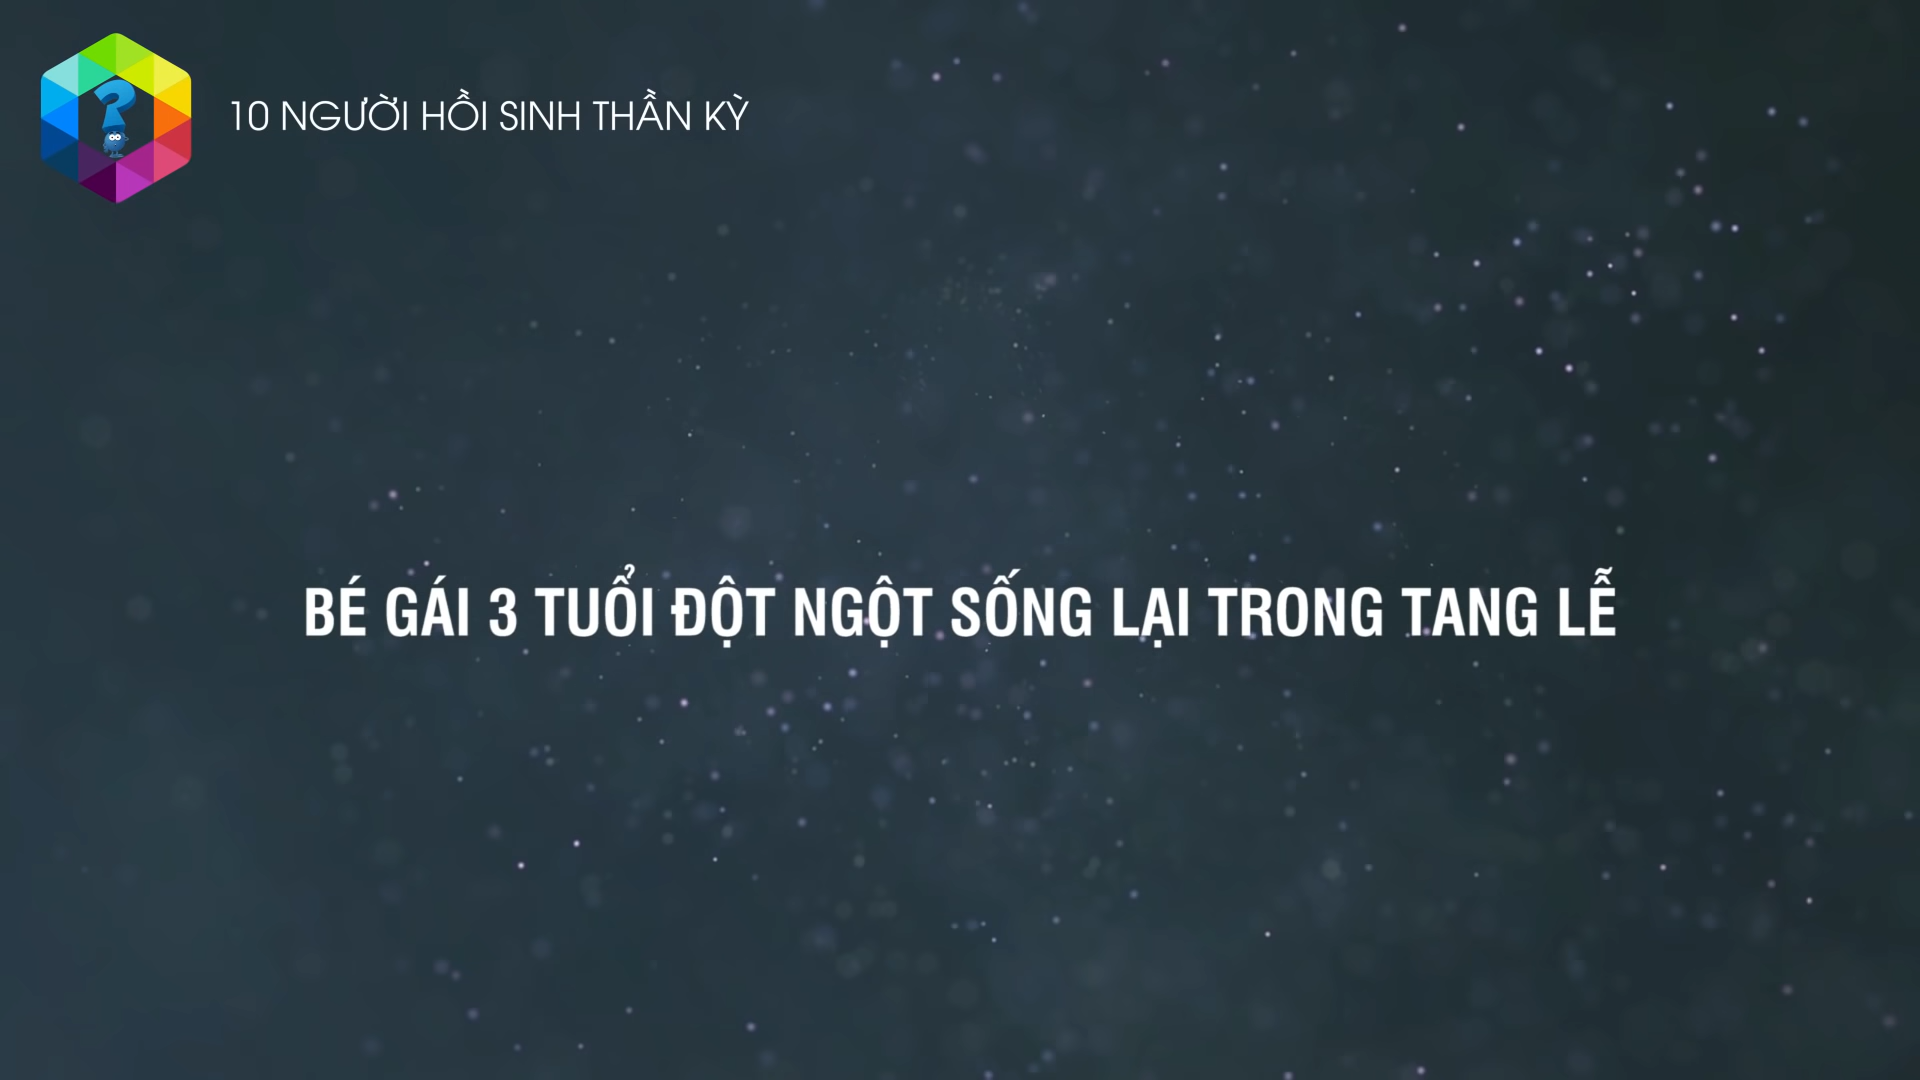 10 NGƯỜI HỒI SINH THẦN KỲ
BÉ GÁI 3 TUỔI ĐỘT NGỘT SỐNG LẠI TRONG TANG LỄ